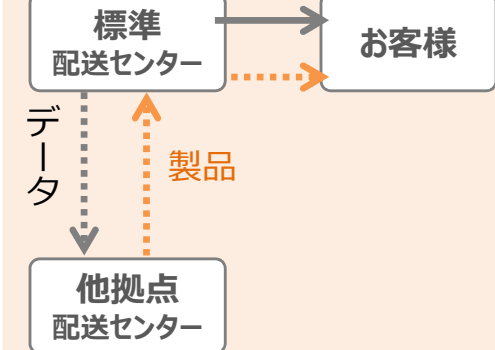 標準
配送センター
お客様
データ
製品
他拠点
配送センター